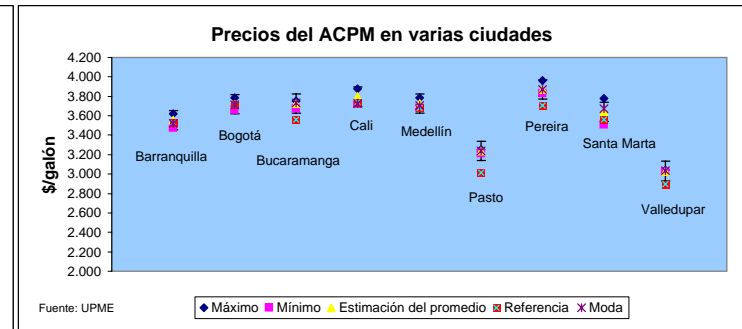 Precios del ACPM en varias ciudades
$/galón
4.200
4.000
3.800
3.600
3.400
3.200
3.000
2.800
2.600
2.400
2.200
2.000
Barranquilla
Bogotá
Bucaramanga
Cali
Medellín
Pasto
Pereira
Santa Marta
Valledupar
Fuente: UPME
Máximo Mínimo Estimación del promedio Referencia Moda